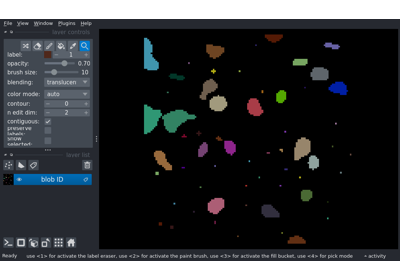 File View Window Plugins Help
layer controls
label: 1
opacity: 0.70
brush size: 10
blending: translucen
color mode: auto
contour: 0
n edit dim: 2
contiguous:
preserve
labels:
show
selected:
layer list
blob ID
Ready use <1> for activate the label eraser, use <2> for activate the paint brush, use <3> for activate the fill bucket, use <4> for pick mode activity